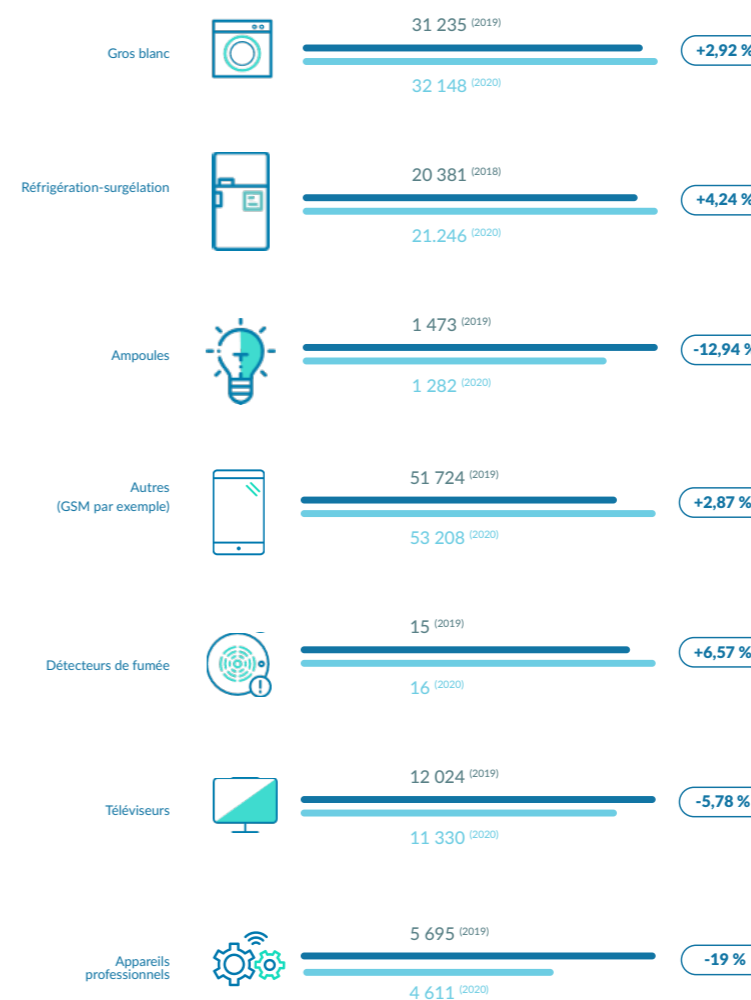 31 235 (2019)
Gros blanc
+2,92 %
32 148 (2020)
20 381 (2018)
Réfrigération-surgélation
+4,24 %
21.246 (2020)
1 473 (2019)
Ampoules
-12,94 %
1 282 (2020)
51 724 (2019)
Autres
(GSM par exemple)
+2,87 %
53 208 (2020)
15 (2019)
Détecteurs de fumée
+6,57 %
16 (2020)
12 024 (2019)
Téléviseurs
-5,78 %
11 330 (2020)
5 695 (2019)
Appareils
professionnels
-19 %
4 611 (2020)